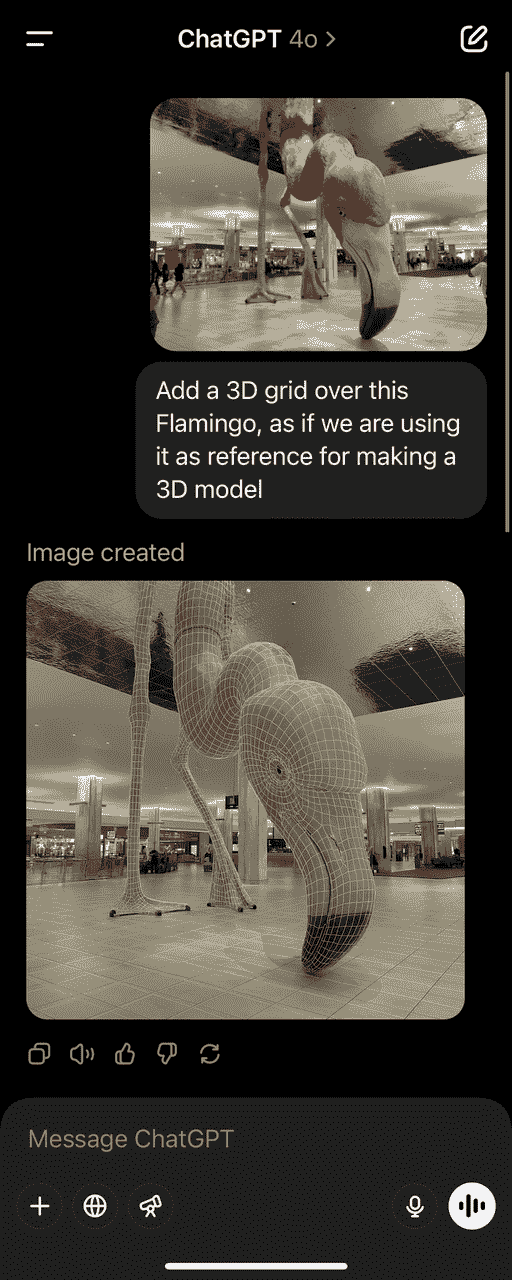 ChatGPT 4o >
Add a 3D grid over this
Flamingo, as if we are using
it as reference for making a
3D model
Image created
Message ChatGPT